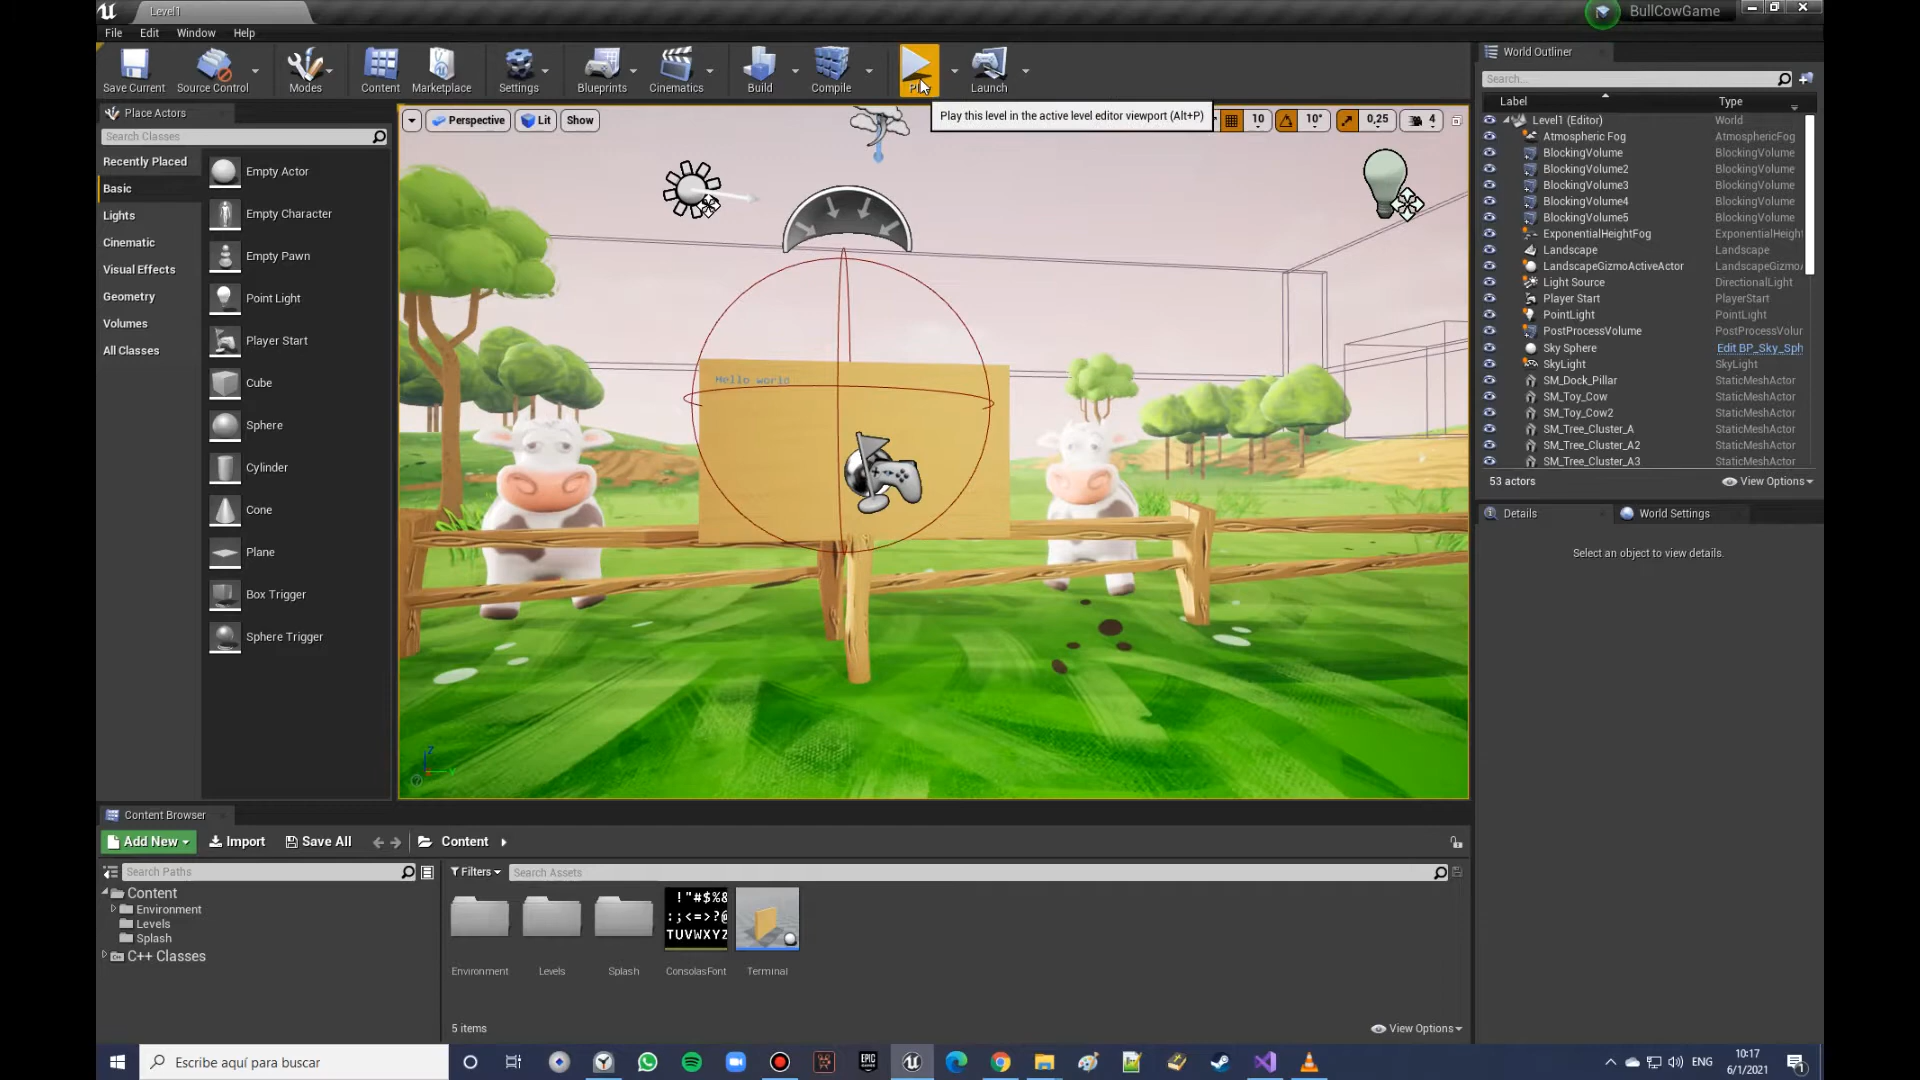 Level1
BullCowGame
File Edit Window Help
Save Current
Source Control
Modes
Content
Marketplace
Settings
Blueprints
Cinematics
Build
Compile
Launch
Play this level in the active level editor viewport (Alt+P)
Place Actors
Search Classes
Recently Placed
Basic
Lights
Cinematic
Visual Effects
Geometry
Volumes
All Classes
Empty Actor
Empty Character
Empty Pawn
Point Light
Player Start
Cube
Sphere
Cylinder
Cone
Plane
Box Trigger
Sphere Trigger
Perspective
Lit
Show
10
10°
0,25
4
Hello world
World Outliner
Search...
Label Type
Level1 (Editor) World
Atmospheric Fog AtmosphericFog
BlockingVolume BlockingVolume
BlockingVolume2 BlockingVolume
BlockingVolume3 BlockingVolume
BlockingVolume4 BlockingVolume
BlockingVolume5 BlockingVolume
ExponentialHeightFog ExponentialHeight
Landscape Landscape
LandscapeGizmoActiveActor LandscapeGizmo
Light Source DirectionalLight
Player Start PlayerStart
PointLight PointLight
PostProcessVolume PostProcessVolur
Sky Sphere Edit BP_Sky_Sph
SkyLight SkyLight
SM_Dock_Pillar StaticMeshActor
SM_Toy_Cow StaticMeshActor
SM_Toy_Cow2 StaticMeshActor
SM_Tree_Cluster_A StaticMeshActor
SM_Tree_Cluster_A2 StaticMeshActor
SM_Tree_Cluster_A3 StaticMeshActor
53 actors
View Options
Details
World Settings
Select an object to view details.
Content Browser
Add New
Import
Save All
Content
Search Paths
Content
Environment
Levels
Splash
C++ Classes
Filters
Search Assets
!"#$%&
:;<=>?@
TUVWXYZ
Environment
Levels
Splash
ConsolasFont
Terminal
5 items
View Options
Escribe aquí para buscar
EPIC
ENG
10:17
6/1/2021
1